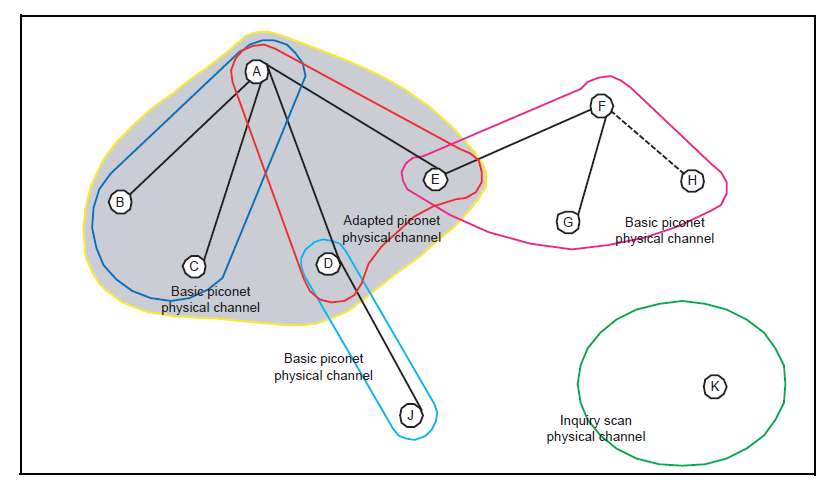 A
F
E
H
B
G
Adapted piconet
physical channel
Basic piconet
physical channel
D
C
Basic piconet
physical channel
Basic piconet
physical channel
K
J
Inquiry scan
physical channel